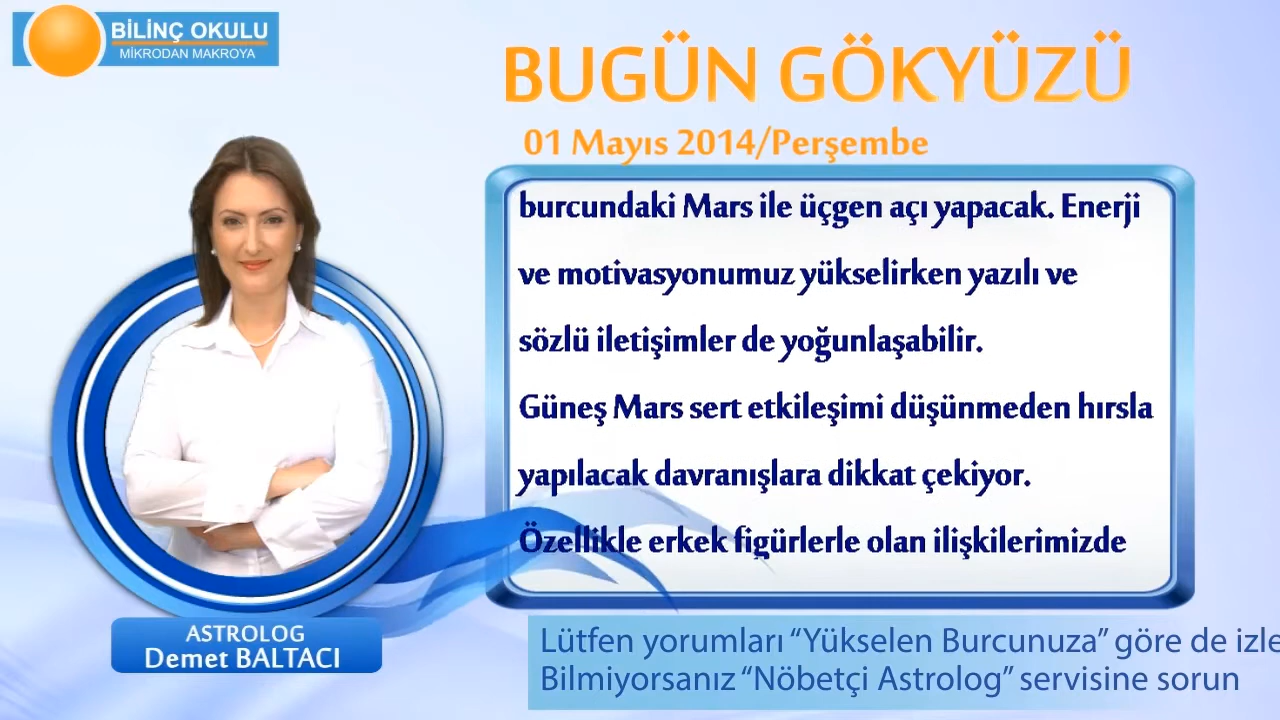 BİLİNÇ OKULU
MİKRODAN MAKROYA
BUGÜN GÖKYÜZÜ
01 Mayıs 2014/Perşembe
burcundaki Mars ile üçgen açı yapacak. Enerji
ve motivasyonumuz yükselirken yazılı ve
sözlü iletişimler de yoğunlaşabilir.
Güneş Mars sert etkileşimi düşünmeden hırsla
yapılacak davranışlara dikkat çekiyor.
Özellikle erkek figürlerle olan ilişkilerimizde
ASTROLOG
Demet BALTACI
Lütfen yorumları “Yükselen Burcunuza” göre de izle
Bilmiyorsanız “Nöbetçi Astrolog” servisine sorun